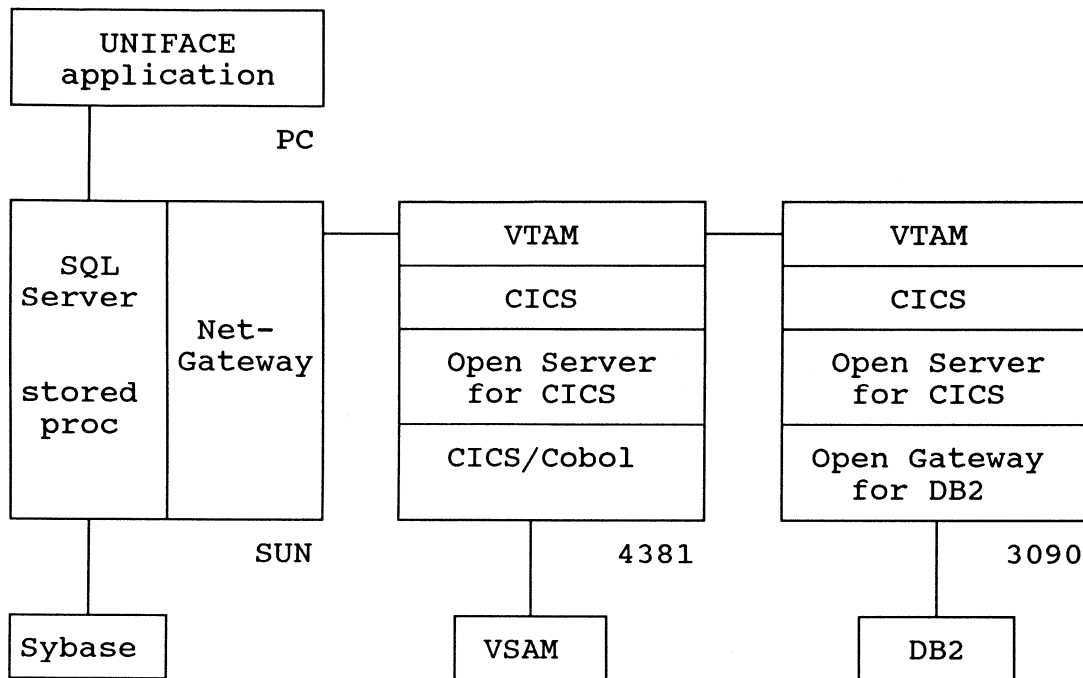 UNIFACE
application
PC
SQL
Server
stored
proc
Net-
Gateway
SUN
Sybase
VTAM
CICS
Open Server
for CICS
CICS/Cobol
4381
VSAM
VTAM
CICS
Open Server
for CICS
Open Gateway
for DB2
3090
DB2